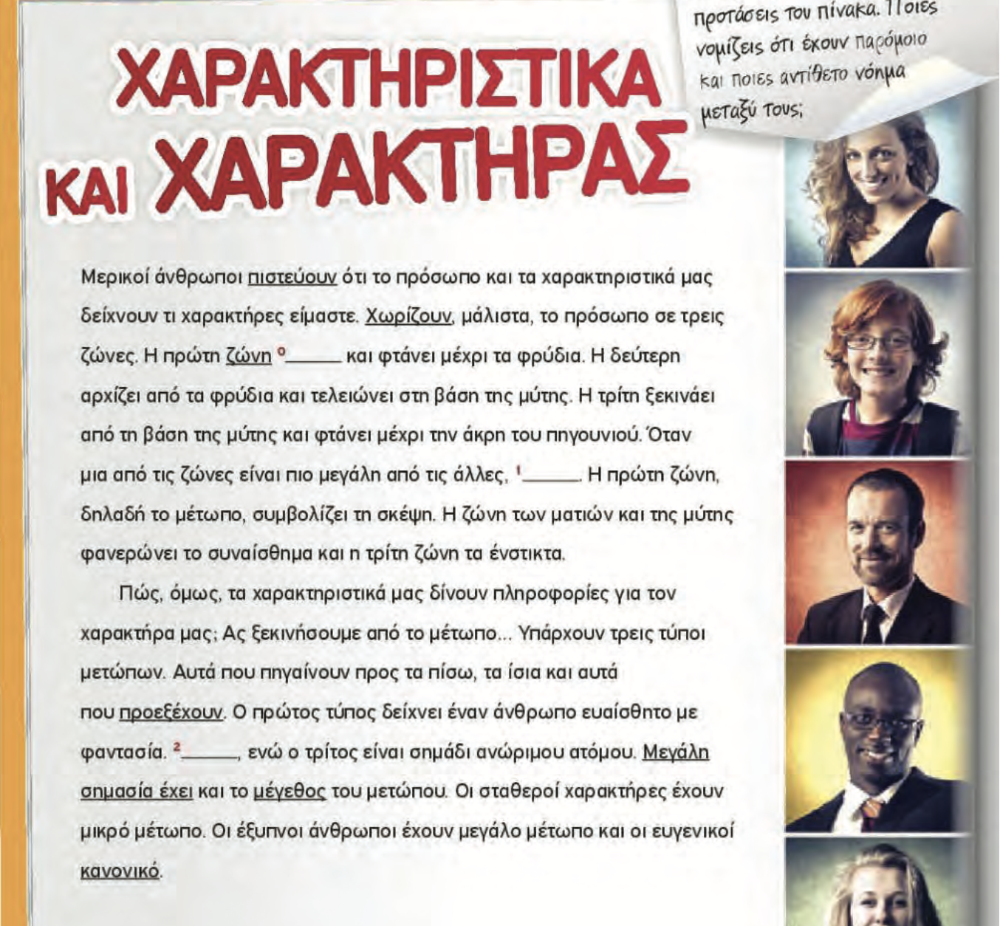 προτάσεις του πίνακα. Ποιες
νομίζεις ότι έχουν παρόμοιο
και ποιες αντίθετο νόημα
μεταξύ τους;
ΧΑΡΑΚΤΗΡΙΣΤΙΚΑ
ΚΑΙ ΧΑΡΑΚΤΗΡΑΣ
Μερικοί άνθρωποι πιστεύουν ότι το πρόσωπο και τα χαρακτηριστικά μας
δείχνουν τι χαρακτήρες είμαστε. Χωρίζουν, μάλιστα, το πρόσωπο σε τρεις
ζώνες. Η πρώτη ζώνη 0______ και φτάνει μέχρι τα φρύδια. Η δεύτερη
αρχίζει από τα φρύδια και τελειώνει στη βάση της μύτης. Η τρίτη ξεκινάει
από τη βάση της μύτης και φτάνει μέχρι την άκρη του πηγουνιού. Όταν
μια από τις ζώνες είναι πιο μεγάλη από τις άλλες, 1______. Η πρώτη ζώνη,
δηλαδή το μέτωπο, συμβολίζει τη σκέψη. Η ζώνη των ματιών και της μύτης
φανερώνει το συναίσθημα και η τρίτη ζώνη τα ένστικτα.
Πώς, όμως, τα χαρακτηριστικά μας δίνουν πληροφορίες για τον
χαρακτήρα μας; Ας ξεκινήσουμε από το μέτωπο... Υπάρχουν τρεις τύποι
μετώπων. Αυτά που πηγαίνουν προς τα πίσω, τα ίσια και αυτά
που προεξέχουν. Ο πρώτος τύπος δείχνει έναν άνθρωπο ευαίσθητο με
φαντασία. 2______, ενώ ο τρίτος είναι σημάδι ανώριμου ατόμου. Μεγάλη
σημασία έχει και το μέγεθος του μετώπου. Οι σταθεροί χαρακτήρες έχουν
μικρό μέτωπο. Οι έξυπνοι άνθρωποι έχουν μεγάλο μέτωπο και οι ευγενικοί
κανονικό.